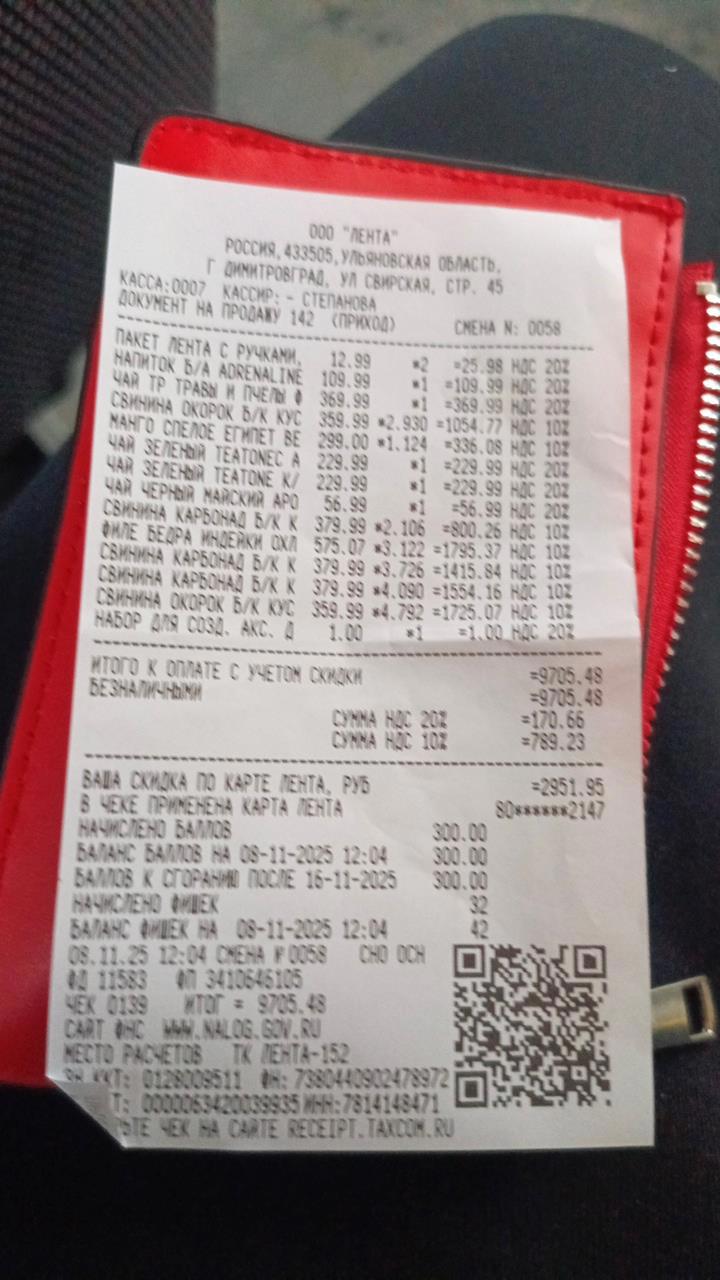 ООО "ЛЕНТА"
РОССИЯ,433505,УЛЬЯНОВСКАЯ ОБЛАСТЬ,
Г ДИМИТРОВГРАД, УЛ СВИРСКАЯ, СТР. 45
КАССА:0007 КАССИР: - СТЕПАНОВА
ДОКУМЕНТ НА ПРОДАЖУ 142 (ПРИХОД) СМЕНА N: 0058
ПАКЕТ ЛЕНТА С РУЧКАМИ, 12.99 *2 =25.98 НДС 20%
НАПИТОК Б/А ADRENALINE 109.99 *1 =109.99 НДС 20%
ЧАЙ ТР ТРАВЫ И ПЧЕЛЫ Ф 369.99 *1 =369.99 НДС 20%
СВИНИНА ОКОРОК Б/К КУС 359.99 *2.930 =1054.77 НДС 10%
МАНГО СПЕЛОЕ ЕГИПЕТ ВЕ 299.00 *1.124 =336.08 НДС 10%
ЧАЙ ЗЕЛЕНЫЙ TEATONEC А 229.99 *1 =229.99 НДС 20%
ЧАЙ ЗЕЛЕНЫЙ TEATONE К/ 229.99 *1 =229.99 НДС 20%
ЧАЙ ЧЕРНЫЙ МАЙСКИЙ АРО 56.99 *1 =56.99 НДС 20%
СВИНИНА КАРБОНАД Б/К К 379.99 *2.106 =800.26 НДС 10%
ФИЛЕ БЕДРА ИНДЕЙКИ ОХЛ 575.07 *3.122 =1795.37 НДС 10%
СВИНИНА КАРБОНАД Б/К К 379.99 *3.726 =1415.84 НДС 10%
СВИНИНА КАРБОНАД Б/К К 379.99 *4.090 =1554.16 НДС 10%
СВИНИНА ОКОРОК Б/К КУС 359.99 *4.792 =1725.07 НДС 10%
НАБОР ДЛЯ СОЗД. АКС. Д 1.00 *1 =1.00 НДС 20%
ИТОГО К ОПЛАТЕ С УЧЕТОМ СКИДКИ =9705.48
БЕЗНАЛИЧНЫМИ =9705.48
СУММА НДС 20% =170.66
СУММА НДС 10% =789.23
ВАША СКИДКА ПО КАРТЕ ЛЕНТА, РУБ =2951.95
В ЧЕКЕ ПРИМЕНЕНА КАРТА ЛЕНТА 80******2147
НАЧИСЛЕНО БАЛЛОВ 300.00
БАЛАНС БАЛЛОВ НА 08-11-2025 12:04 300.00
БАЛЛОВ К СГОРАНИЮ ПОСЛЕ 16-11-2025 300.00
НАЧИСЛЕНО ФИШЕК 32
БАЛАНС ФИШЕК НА 08-11-2025 12:04 42
08.11.25 12:04 СМЕНА №0058 СНО ОСН
ФД 11583 ФП 3410646105
ЧЕК 0139 ИТОГ = 9705.48
САЙТ ФНС WWW.NALOG.GOV.RU
МЕСТО РАСЧЕТОВ ТК ЛЕНТА-152
ЗН ККТ: 0128009511 ФН: 7380440902478972
Т: 0000063420039935 ИНН:7814148471
ЬТЕ ЧЕК НА САЙТЕ RECEIPT.TAXCOM.RU